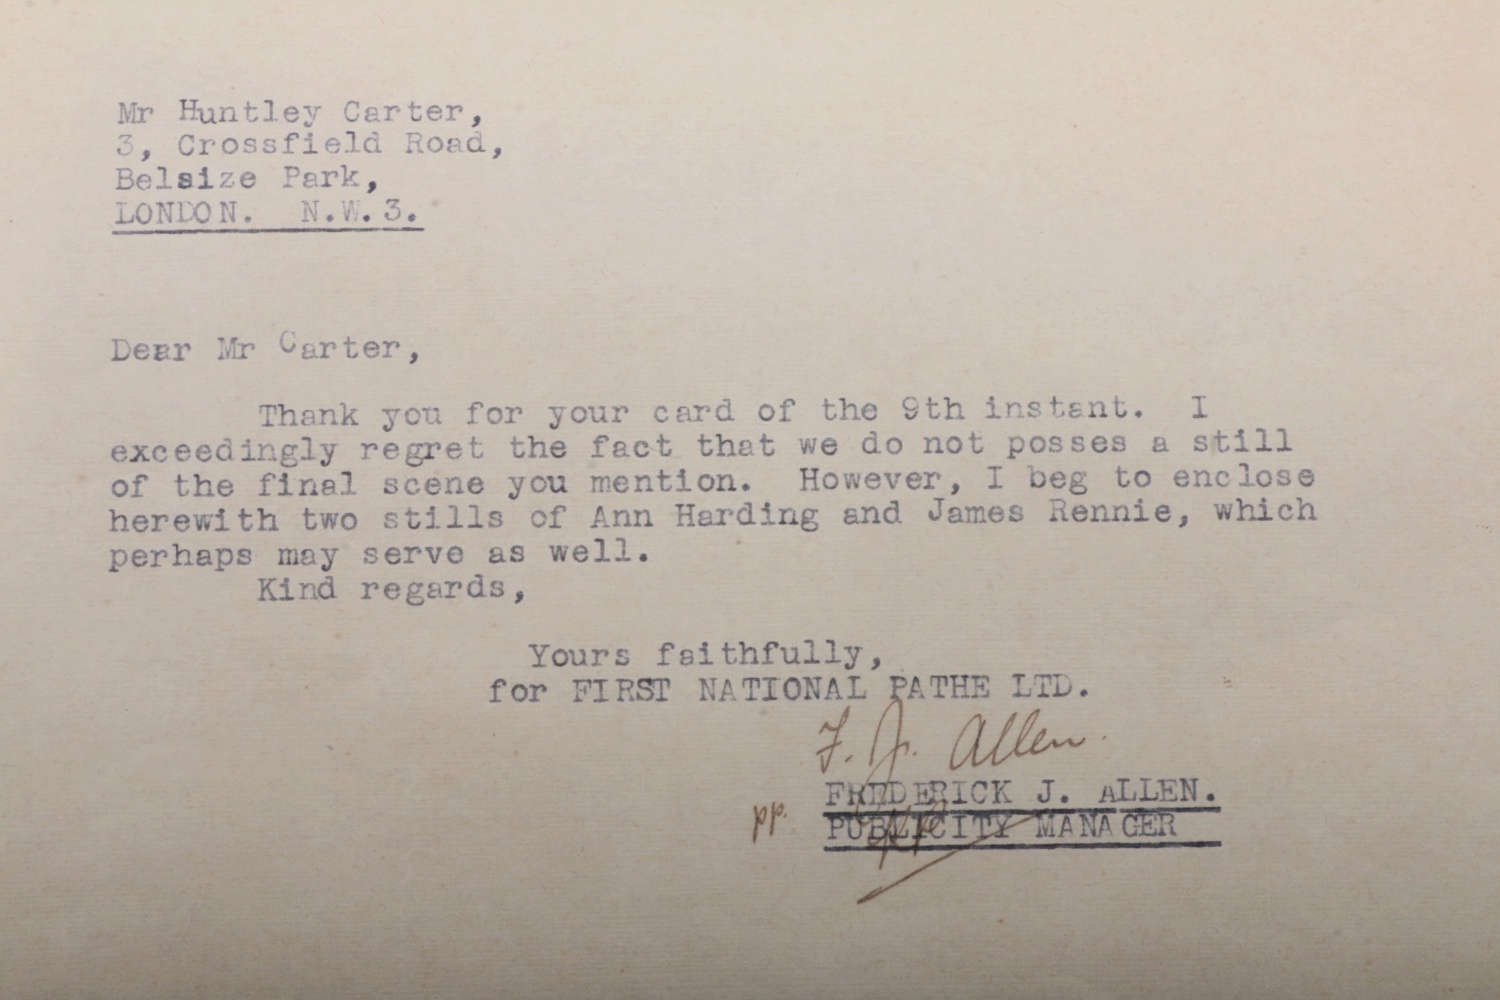 Mr Huntley Carter,
3, Crossfield Road,
Belsize Park,
LONDON. N.W.3.
Dear Mr Carter,
Thank you for your card of the 9th instant. I
exceedingly regret the fact that we do not posses a still
of the final scene you mention. However, I beg to enclose
herewith two stills of Ann Harding and James Rennie, which
perhaps may serve as well.
Kind regards,
Yours faithfully,
for FIRST NATIONAL PATHE LTD.
F. J. Allen.
FREDERICK J. ALLEN.
pp. PUBLICITY MANAGER